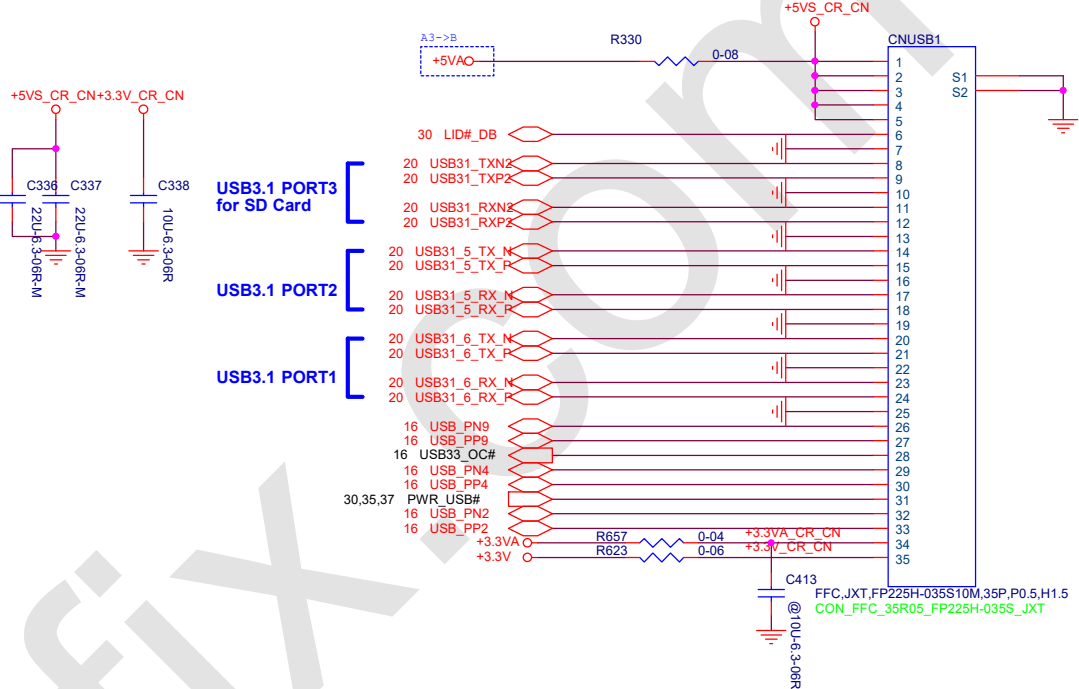 +5VS_CR_CN
CNUSB1
A3->B
+5VA
R330
0-08
1
2
3
4
5
6
7
8
9
10
11
12
13
14
15
16
17
18
19
20
21
22
23
24
25
26
27
28
29
30
31
32
33
34
35
S1
S2
+5VS_CR_CN
+3.3V_CR_CN
C336
22U-6.3-06R-M
C337
22U-6.3-06R-M
C338
10U-6.3-06R
USB3.1 PORT3
for SD Card
USB3.1 PORT2
USB3.1 PORT1
30 LID#_DB
20 USB31_TXN2
20 USB31_TXP2
20 USB31_RXN2
20 USB31_RXP2
20 USB31_5_TX_N
20 USB31_5_TX_P
20 USB31_5_RX_N
20 USB31_5_RX_P
20 USB31_6_TX_N
20 USB31_6_TX_P
20 USB31_6_RX_N
20 USB31_6_RX_P
16 USB_PN9
16 USB_PP9
16 USB33_OC#
16 USB_PN4
16 USB_PP4
30,35,37 PWR_USB#
16 USB_PN2
16 USB_PP2
+3.3VA
R657
0-04
+3.3VA_CR_CN
+3.3V
R623
0-06
+3.3V_CR_CN
C413
@10U-6.3-06R
FFC,JXT,FP225H-035S10M,35P,P0.5,H1.5
CON_FFC_35R05_FP225H-035S_JXT
fix.com